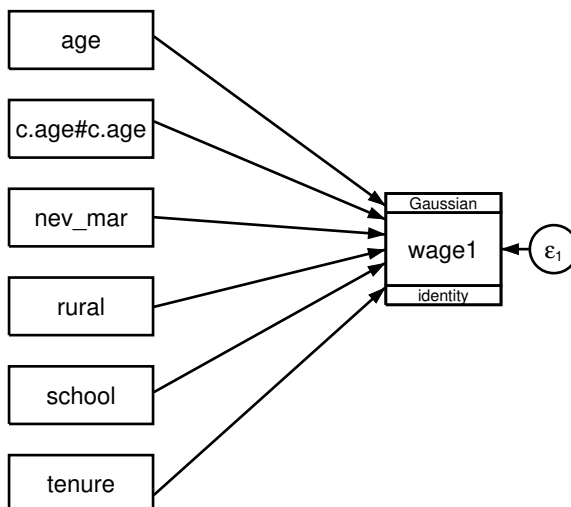 age
c.age#c.age
nev_mar
rural
school
tenure
Gaussian
wage1
identity
ε₁